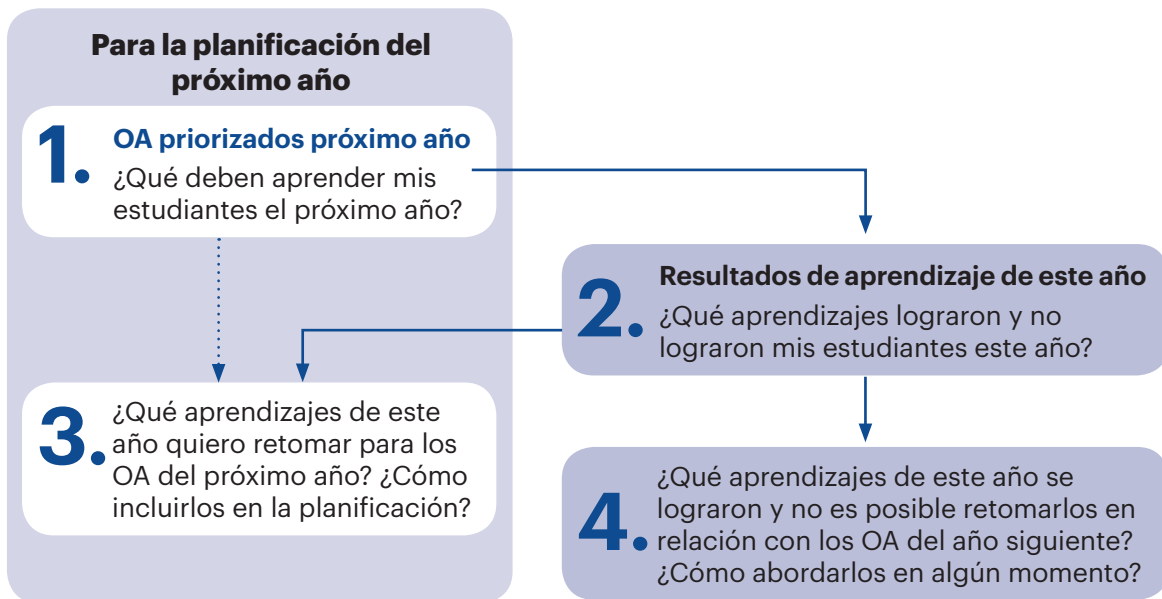 Para la planificación del
próximo año
1. OA priorizados próximo año
¿Qué deben aprender mis
estudiantes el próximo año?
2. Resultados de aprendizaje de este año
¿Qué aprendizajes lograron y no
lograron mis estudiantes este año?
3. ¿Qué aprendizajes de este
año quiero retomar para los
OA del próximo año? ¿Cómo
incluirlos en la planificación?
4. ¿Qué aprendizajes de este año se
lograron y no es posible retomarlos en
relación con los OA del año siguiente?
¿Cómo abordarlos en algún momento?